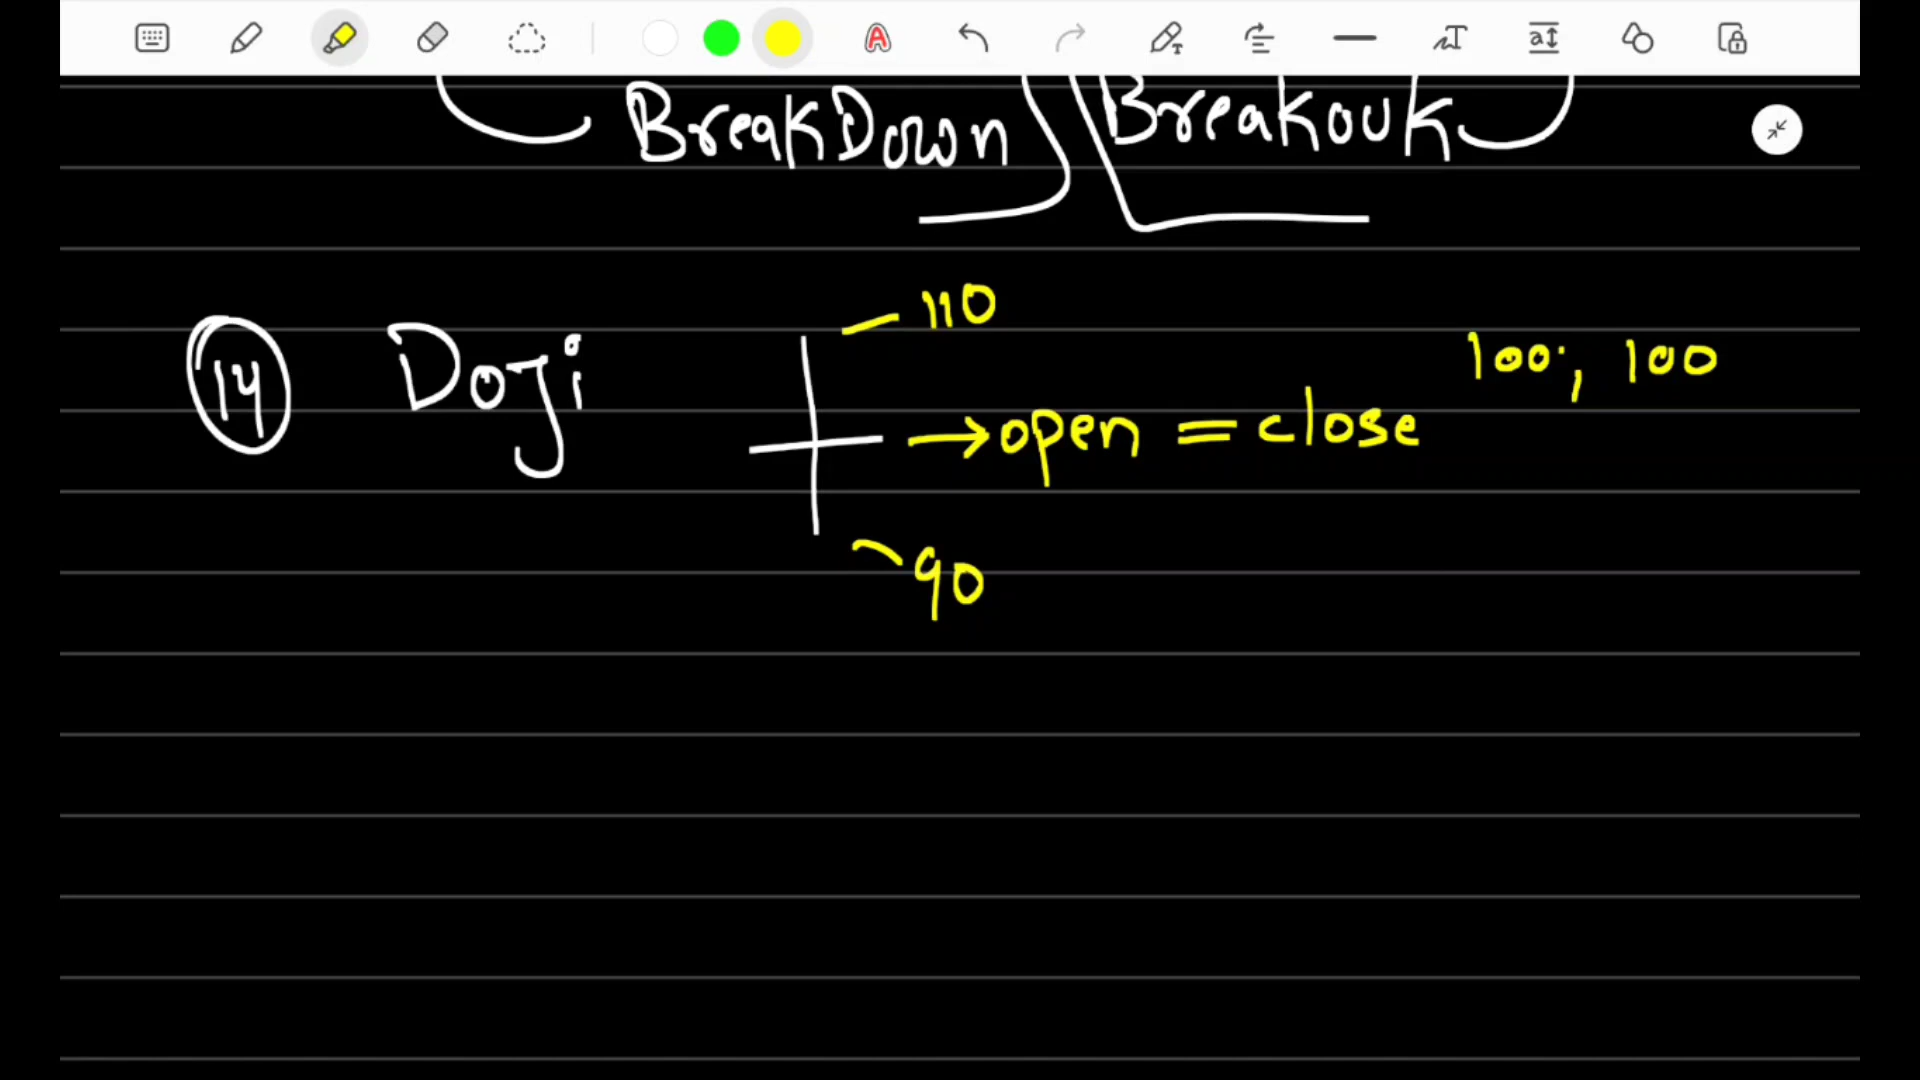 BreakDown Breakout
14 Doji
110
100, 100
→ open = close
90